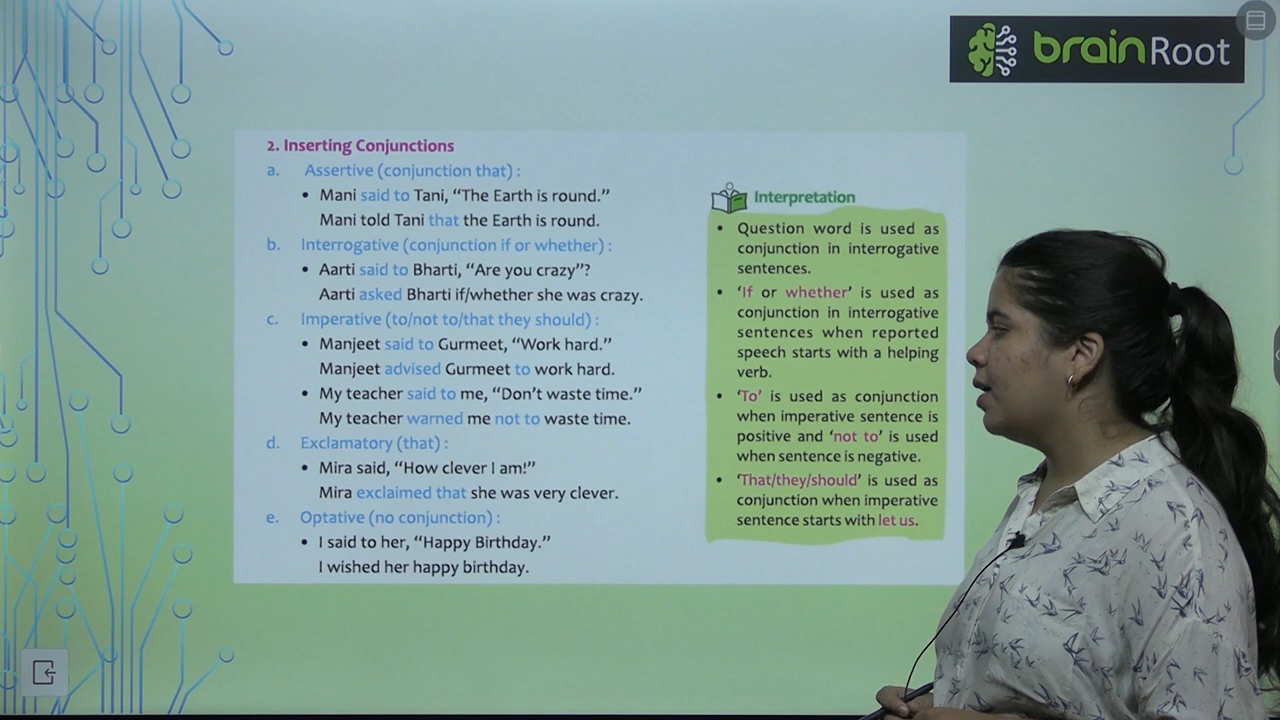 brainRoot
2. Inserting Conjunctions
a. Assertive (conjunction that) :
• Mani said to Tani, “The Earth is round.”
Mani told Tani that the Earth is round.
b. Interrogative (conjunction if or whether) :
• Aarti said to Bharti, “Are you crazy”?
Aarti asked Bharti if/whether she was crazy.
c. Imperative (to/not to/that they should) :
• Manjeet said to Gurmeet, “Work hard.”
Manjeet advised Gurmeet to work hard.
• My teacher said to me, “Don’t waste time.”
My teacher warned me not to waste time.
d. Exclamatory (that) :
• Mira said, “How clever I am!”
Mira exclaimed that she was very clever.
e. Optative (no conjunction) :
• I said to her, “Happy Birthday.”
I wished her happy birthday.
Interpretation
• Question word is used as
conjunction in interrogative
sentences.
• ‘If or whether’ is used as
conjunction in interrogative
sentences when reported
speech starts with a helping
verb.
• ‘To’ is used as conjunction
when imperative sentence is
positive and ‘not to’ is used
when sentence is negative.
• ‘That/they/should’ is used as
conjunction when imperative
sentence starts with let us.